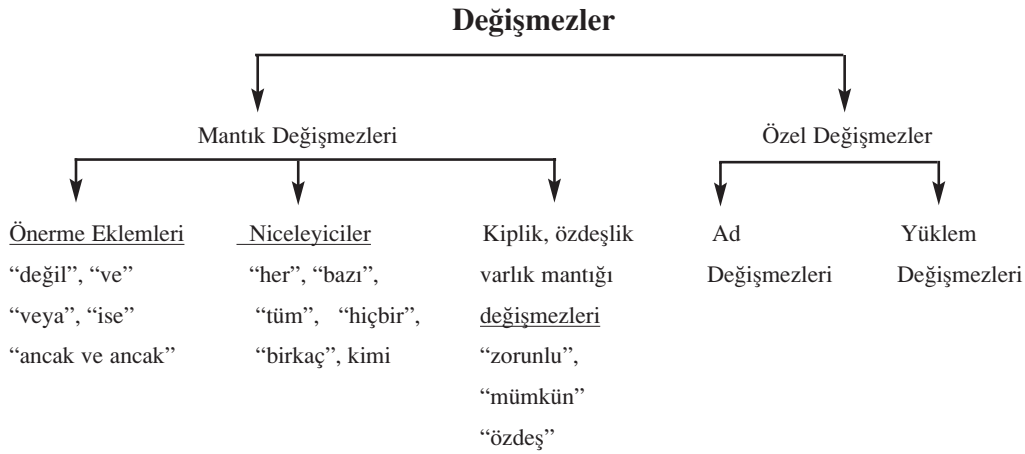 Değişmezler
Mantık Değişmezleri
Özel Değişmezler
Önerme Eklemleri
“değil”, “ve”
“veya”, “ise”
“ancak ve ancak”
Niceleyiciler
“her”, “bazı”,
“tüm”, “hiçbir”,
“birkaç”, kimi
Kiplik, özdeşlik
varlık mantığı
değişmezleri
“zorunlu”,
“mümkün”
“özdeş”
Ad
Değişmezleri
Yüklem
Değişmezleri